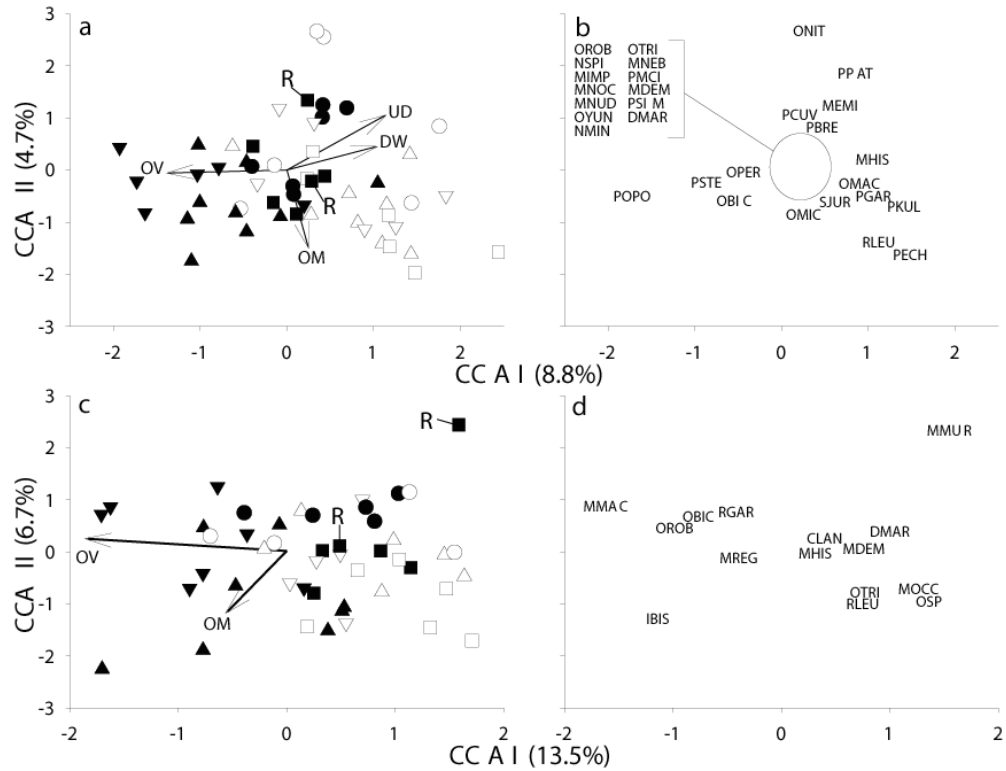 a
b
3
2
1
0
-1
-2
-3
CCA II (4.7%)
R
UD
DW
OV
R
OM
-2 -1 0 1 2
OROB OTRI
NSPI MNEB
MIMP PMCI
MNOC MDEM
MNUD PSI M
OYUN DMAR
NMIN
ONIT
PP AT
MEMI
PCUV
PBRE
MHIS
OPER
PSTE
OMAC
POPO
OBI C
SJUR
PGAR
OMIC
PKUL
RLEU
PECH
-2 -1 0 1 2
CC A I (8.8%)
c
d
3
2
1
0
-1
-2
-3
CCA II (6.7%)
R
R
OV
OM
-2 -1 0 1 2
MMU R
MMA C
RGAR
OBIC
OROB
DMAR
CLAN
MDEM
MHIS
MREG
MOCC
OTRI
OSP
RLEU
IBIS
-2 -1 0 1 2
CC A I (13.5%)